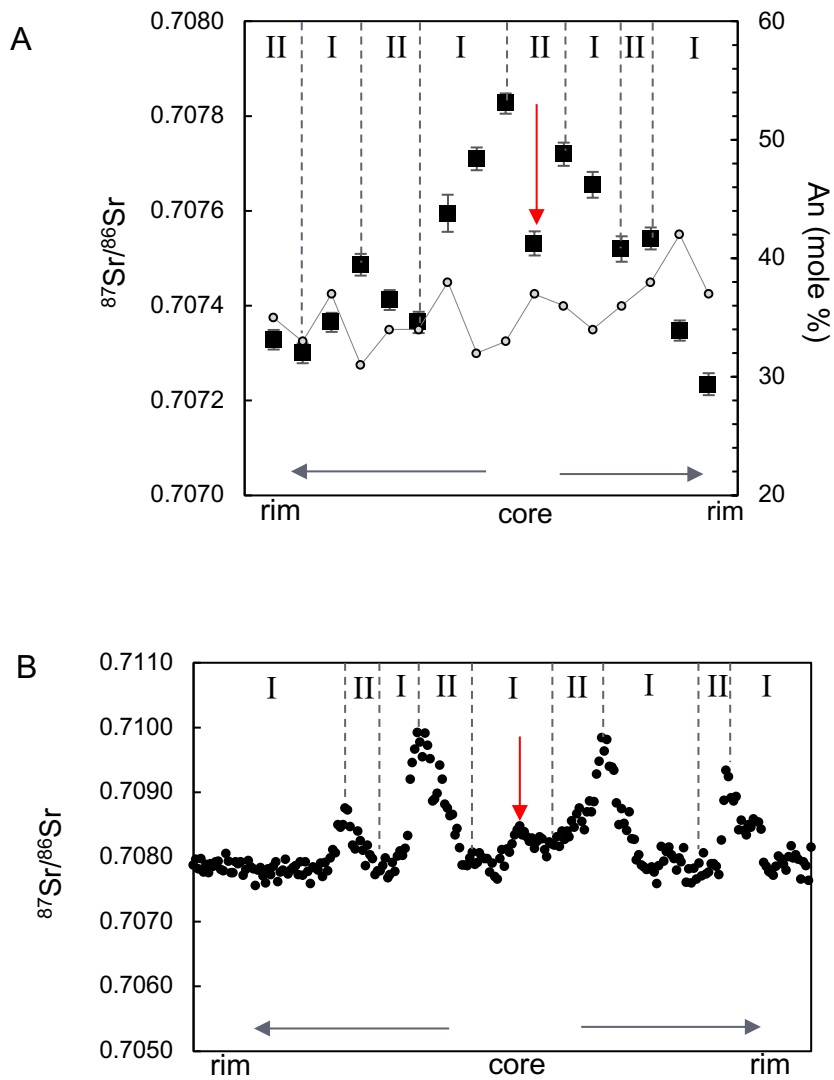 A
0.7080
0.7078
0.7076
0.7074
0.7072
0.7070
⁸⁷Sr/⁸⁶Sr
II I II I II I II I
60
50
40
30
20
An (mole %)
rim core rim
B
0.7110
0.7100
0.7090
0.7080
0.7070
0.7060
0.7050
⁸⁷Sr/⁸⁶Sr
I II I II I II I II I
rim core rim